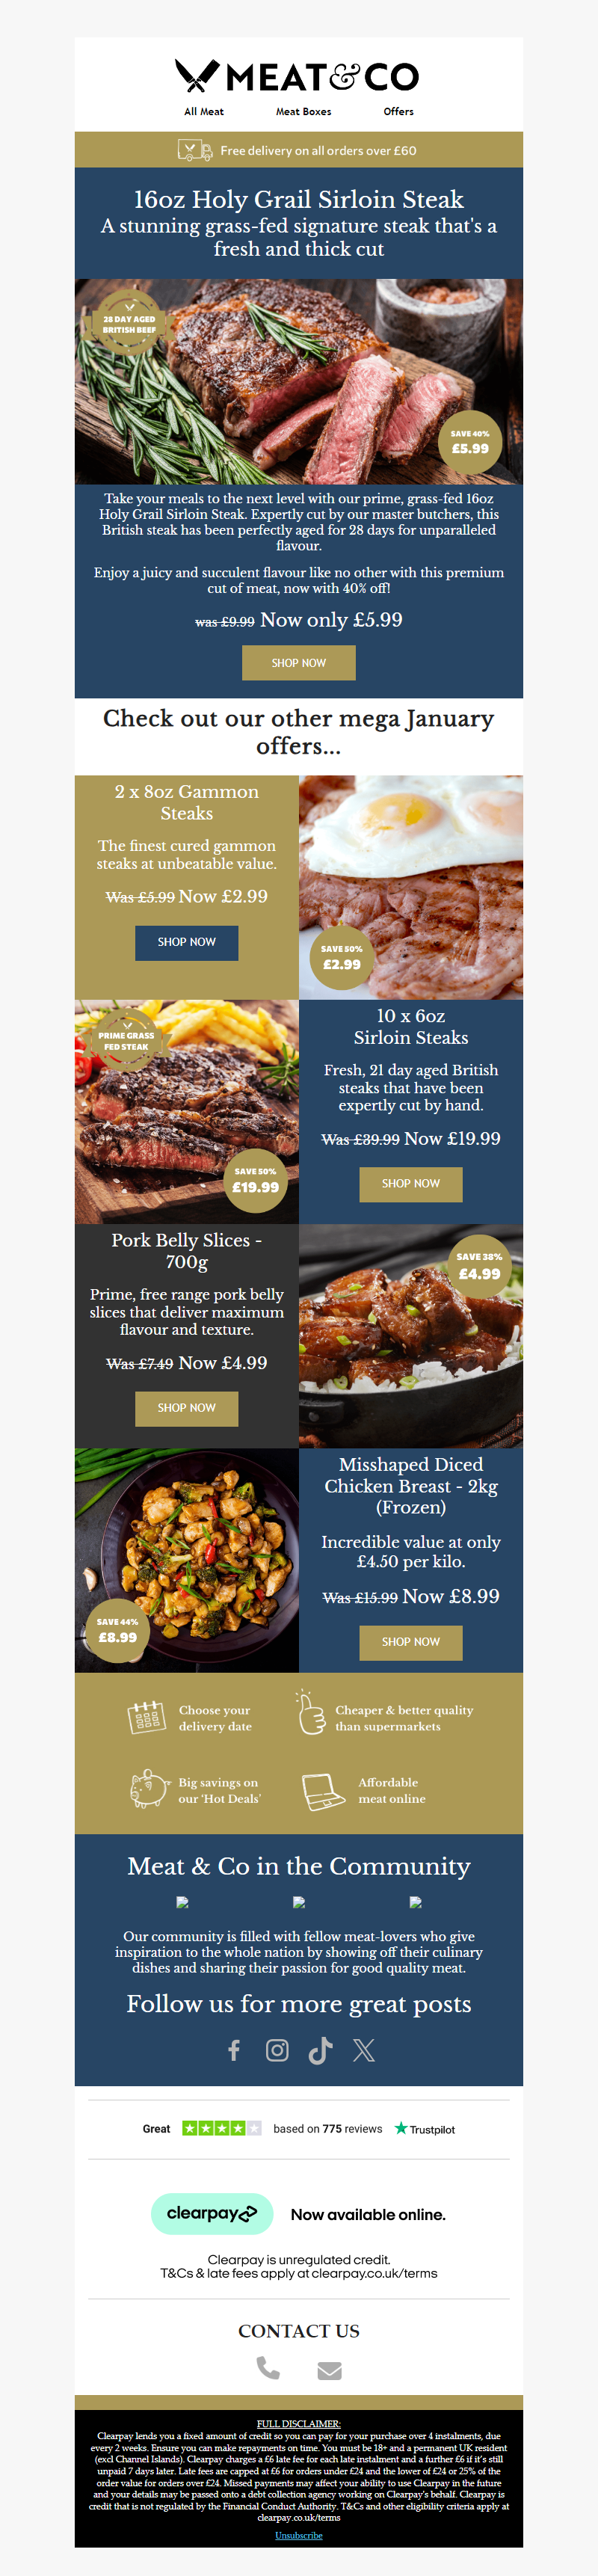 MEAT&CO
All Meat Meat Boxes Offers
Free delivery on all orders over £60
16oz Holy Grail Sirloin Steak
A stunning grass-fed signature steak that's a
fresh and thick cut
28 DAY AGED
BRITISH BEEF
SAVE 40%
£5.99
Take your meals to the next level with our prime, grass-fed 16oz
Holy Grail Sirloin Steak. Expertly cut by our master butchers, this
British steak has been perfectly aged for 28 days for unparalleled
flavour.
Enjoy a juicy and succulent flavour like no other with this premium
cut of meat, now with 40% off!
was £9.99 Now only £5.99
SHOP NOW
Check out our other mega January
offers...
2 x 8oz Gammon
Steaks
The finest cured gammon
steaks at unbeatable value.
Was £5.99 Now £2.99
SHOP NOW
SAVE 50%
£2.99
PRIME GRASS
FED STEAK
SAVE 50%
£19.99
10 x 6oz
Sirloin Steaks
Fresh, 21 day aged British
steaks that have been
expertly cut by hand.
Was £39.99 Now £19.99
SHOP NOW
Pork Belly Slices -
700g
Prime, free range pork belly
slices that deliver maximum
flavour and texture.
Was £7.49 Now £4.99
SHOP NOW
SAVE 38%
£4.99
SAVE 44%
£8.99
Misshaped Diced
Chicken Breast - 2kg
(Frozen)
Incredible value at only
£4.50 per kilo.
Was £15.99 Now £8.99
SHOP NOW
Choose your
delivery date
Cheaper & better quality
than supermarkets
Big savings on
our 'Hot Deals'
Affordable
meat online
Meat & Co in the Community
Our community is filled with fellow meat-lovers who give
inspiration to the whole nation by showing off their culinary
dishes and sharing their passion for good quality meat.
Follow us for more great posts
Great based on 775 reviews Trustpilot
clearpay Now available online.
Clearpay is unregulated credit.
T&Cs & late fees apply at clearpay.co.uk/terms
CONTACT US
FULL DISCLAIMER:
Clearpay lends you a fixed amount of credit so you can pay for your purchase over 4 instalments, due
every 2 weeks. Ensure you can make repayments on time. You must be 18+ and a permanent UK resident
(excl Channel Islands). Clearpay charges a £6 late fee for each late instalment and a further £6 if it's still
unpaid 7 days later. Late fees are capped at £6 for orders under £24 and the lower of £24 or 25% of the
order value for orders over £24. Missed payments may affect your ability to use Clearpay in the future
and your details may be passed onto a debt collection agency working on Clearpay's behalf. Clearpay is
credit that is not regulated by the Financial Conduct Authority. T&Cs and other eligibility criteria apply at
clearpay.co.uk/terms
Unsubscribe